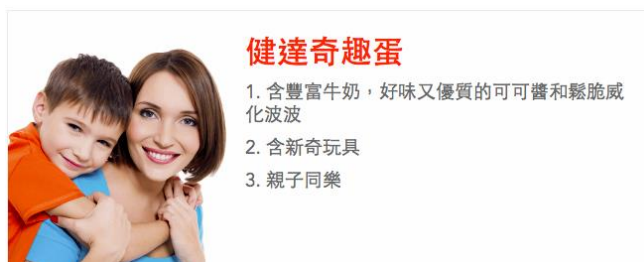 健達奇趣蛋
1. 含豐富牛奶，好味又優質的可可醬和鬆脆威
化波波
2. 含新奇玩具
3. 親子同樂